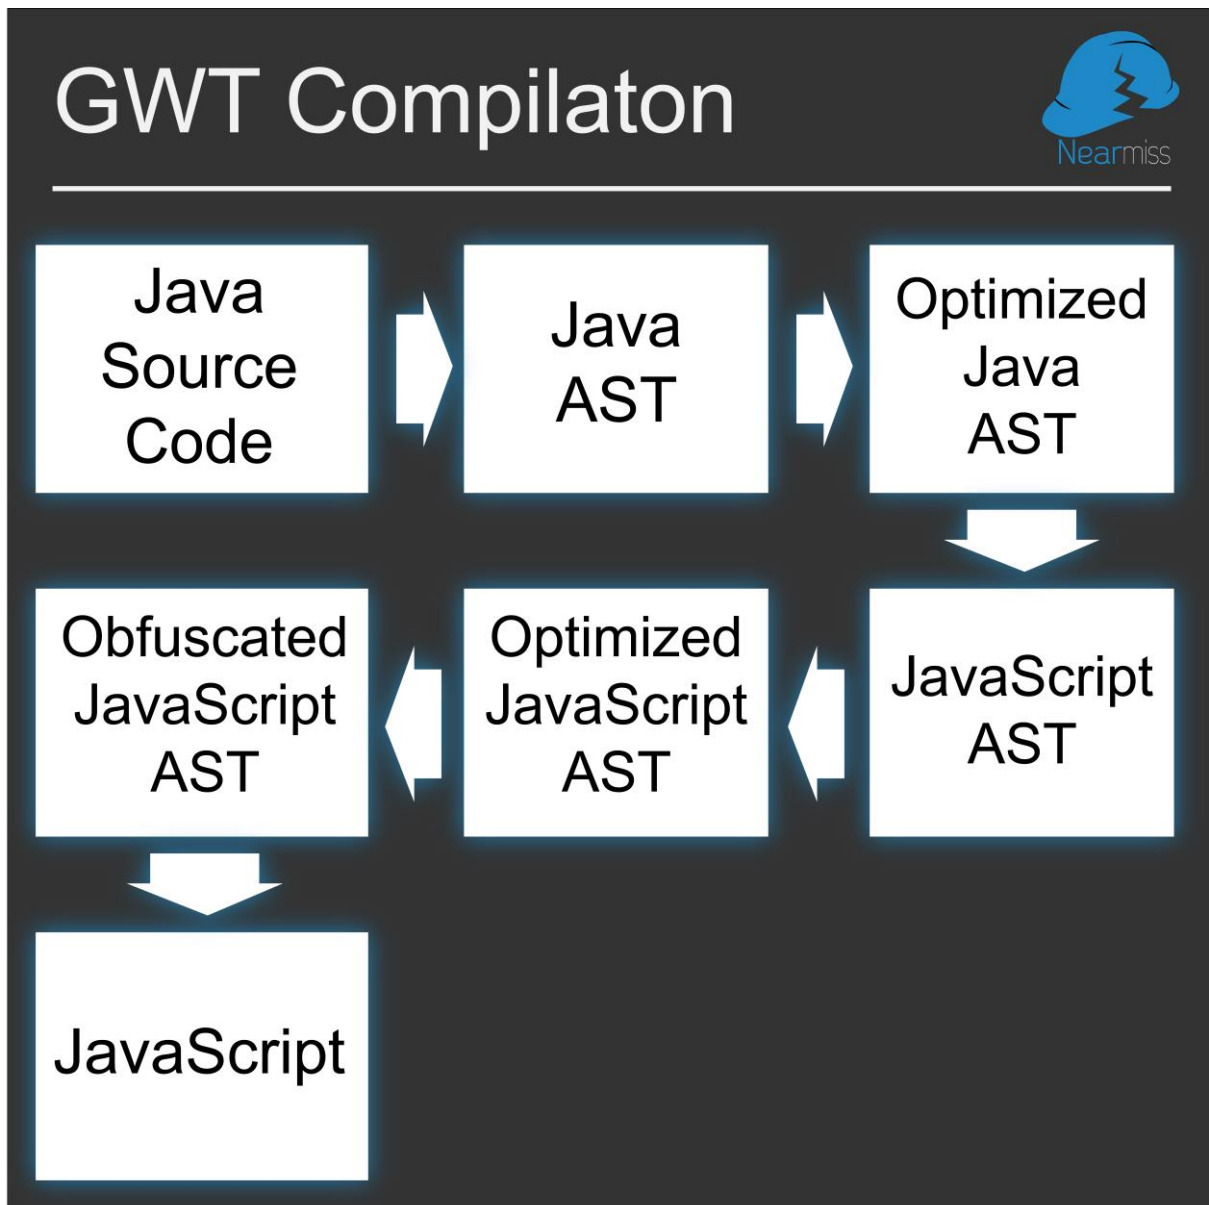 GWT Compilaton
Nearmiss
Java
Source
Code
Java
AST
Optimized
Java
AST
JavaScript
AST
Optimized
JavaScript
AST
Obfuscated
JavaScript
AST
JavaScript